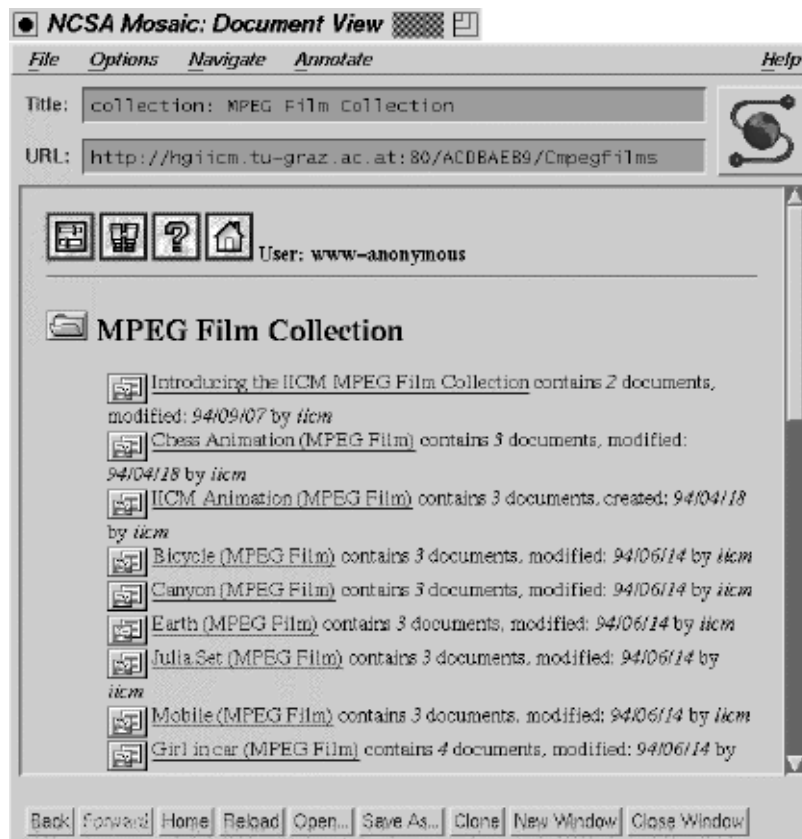 NCSA Mosaic: Document View
File Options Navigate Annotate Help
Title: collection: MPEG Film Collection
URL: http://hgiicm.tu-graz.ac.at:80/ACDBAEB9/Cmpegfilms
User: www-anonymous
MPEG Film Collection
Introducing the IICM MPEG Film Collection contains 2 documents,
modified: 94/09/07 by iicm
Chess Animation (MPEG Film) contains 3 documents, modified:
94/04/18 by iicm
IICM Animation (MPEG Film) contains 3 documents, created: 94/04/18
by iicm
Bicycle (MPEG Film) contains 3 documents, modified: 94/06/14 by iicm
Canyon (MPEG Film) contains 3 documents, modified: 94/06/14 by iicm
Earth (MPEG Film) contains 3 documents, modified: 94/06/14 by iicm
Julia Set (MPEG Film) contains 3 documents, modified: 94/06/14 by
iicm
Mobile (MPEG Film) contains 3 documents, modified: 94/06/14 by iicm
Girl in car (MPEG Film) contains 4 documents, modified: 94/06/14 by
Back Forward Home Reload Open... Save As... Clone New Window Close Window